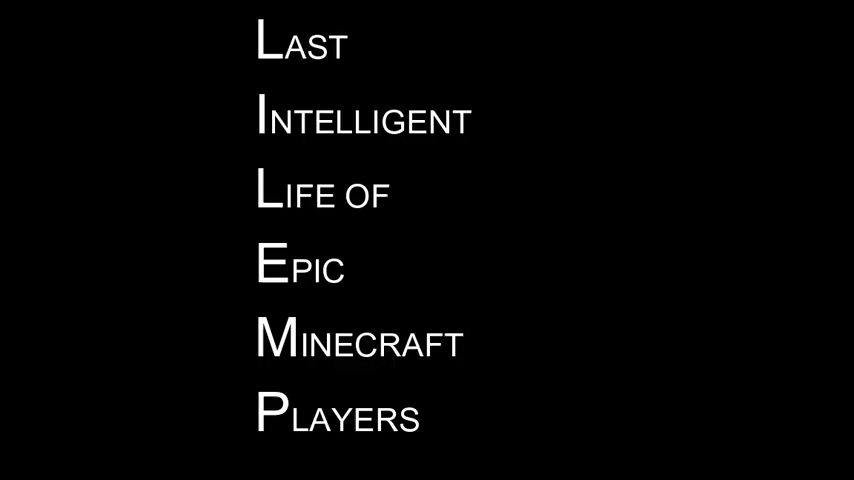 LAST
INTELLIGENT
LIFE OF
EPIC
MINECRAFT
PLAYERS